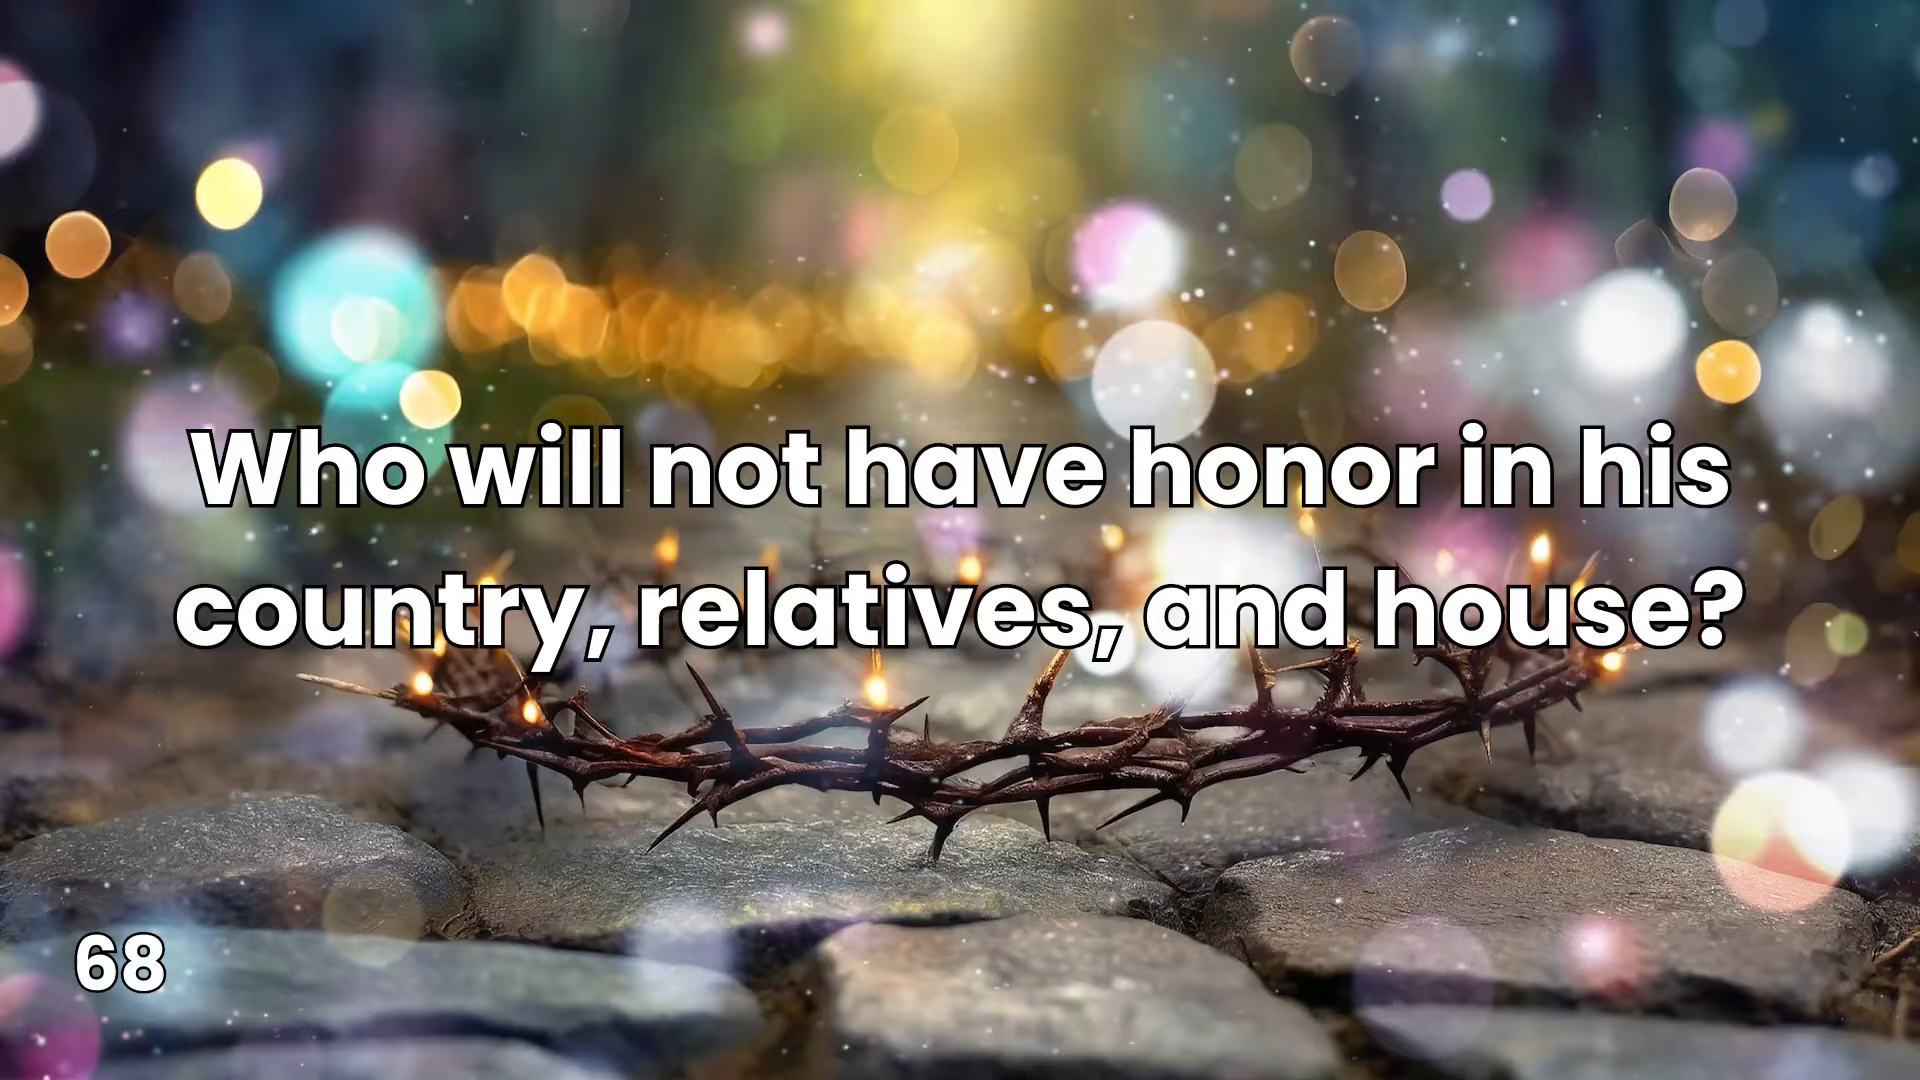 Who will not have honor in his
country, relatives, and house?
68